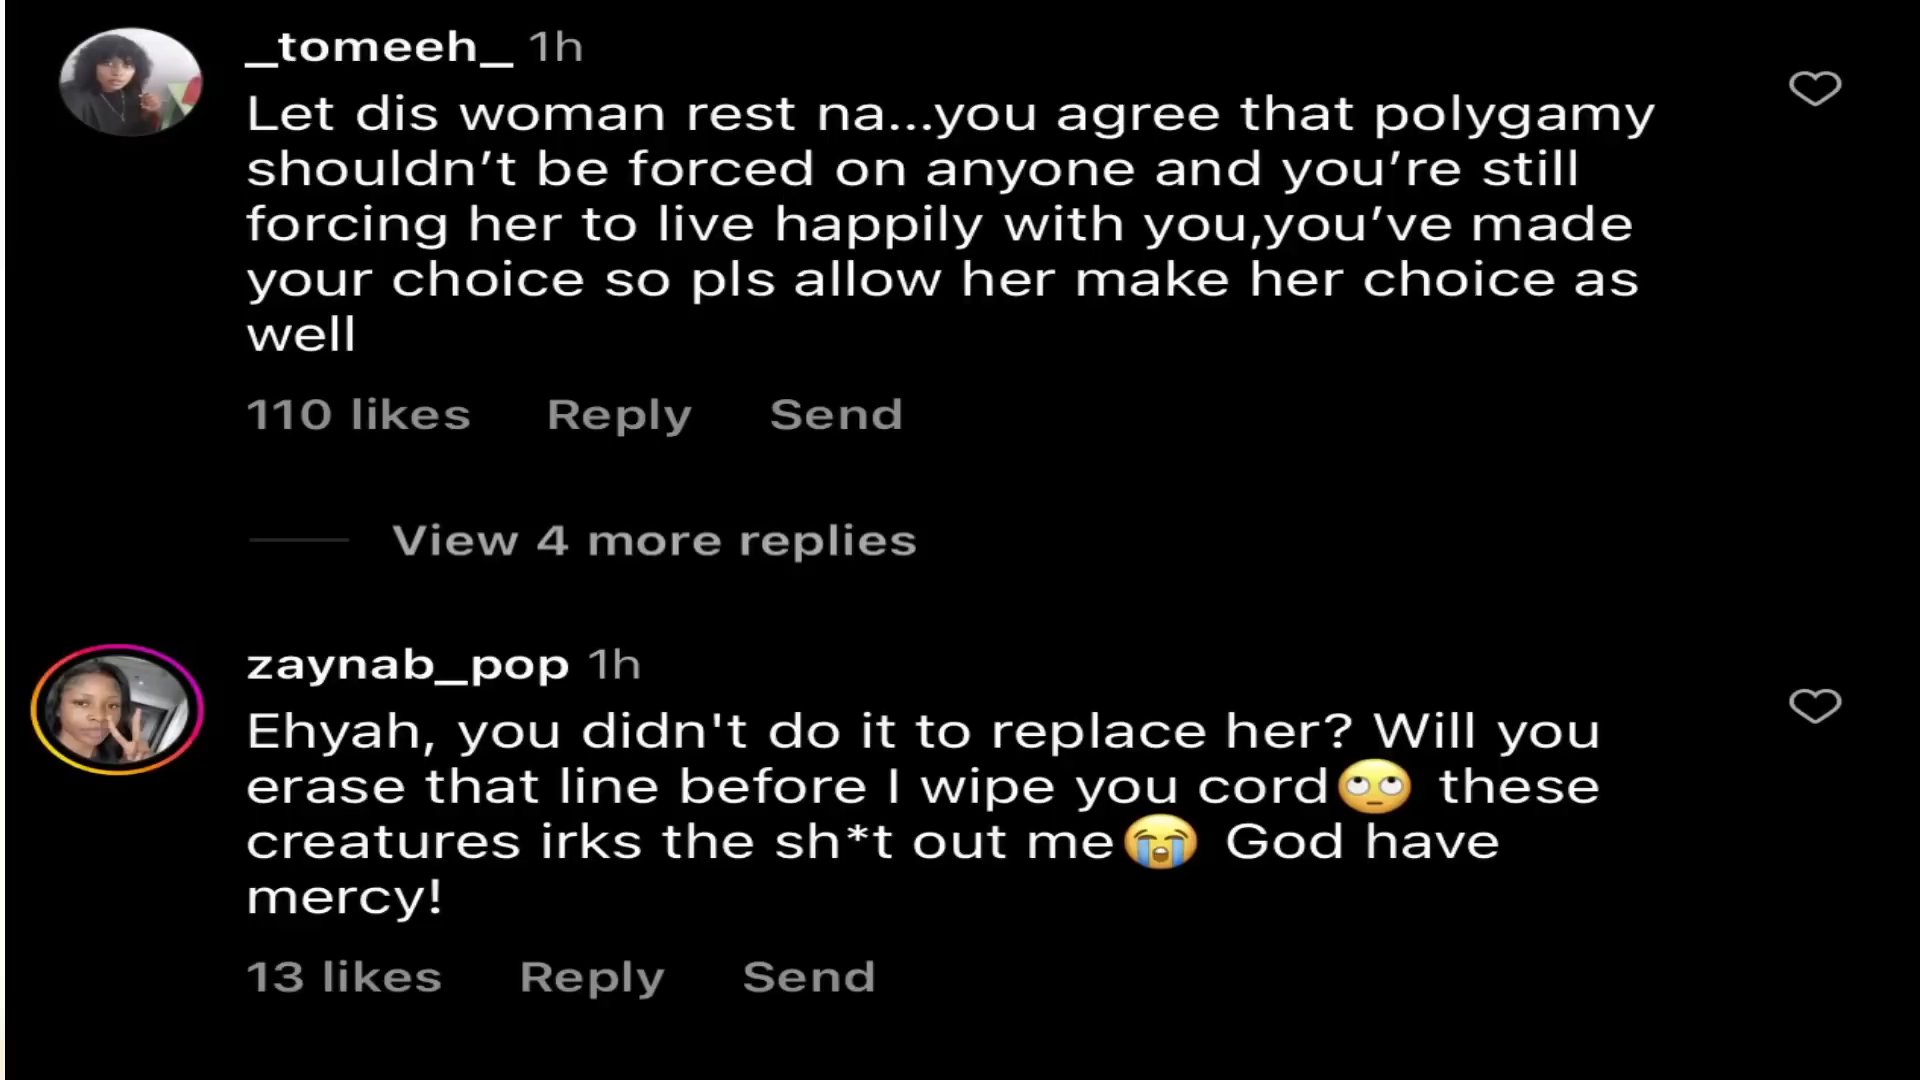 _tomeeh_ 1h
Let dis woman rest na...you agree that polygamy
shouldn’t be forced on anyone and you’re still
forcing her to live happily with you,you’ve made
your choice so pls allow her make her choice as
well
110 likes Reply Send
View 4 more replies
zaynab_pop 1h
Ehyah, you didn't do it to replace her? Will you
erase that line before I wipe you cord🙄 these
creatures irks the sh*t out me😭 God have
mercy!
13 likes Reply Send